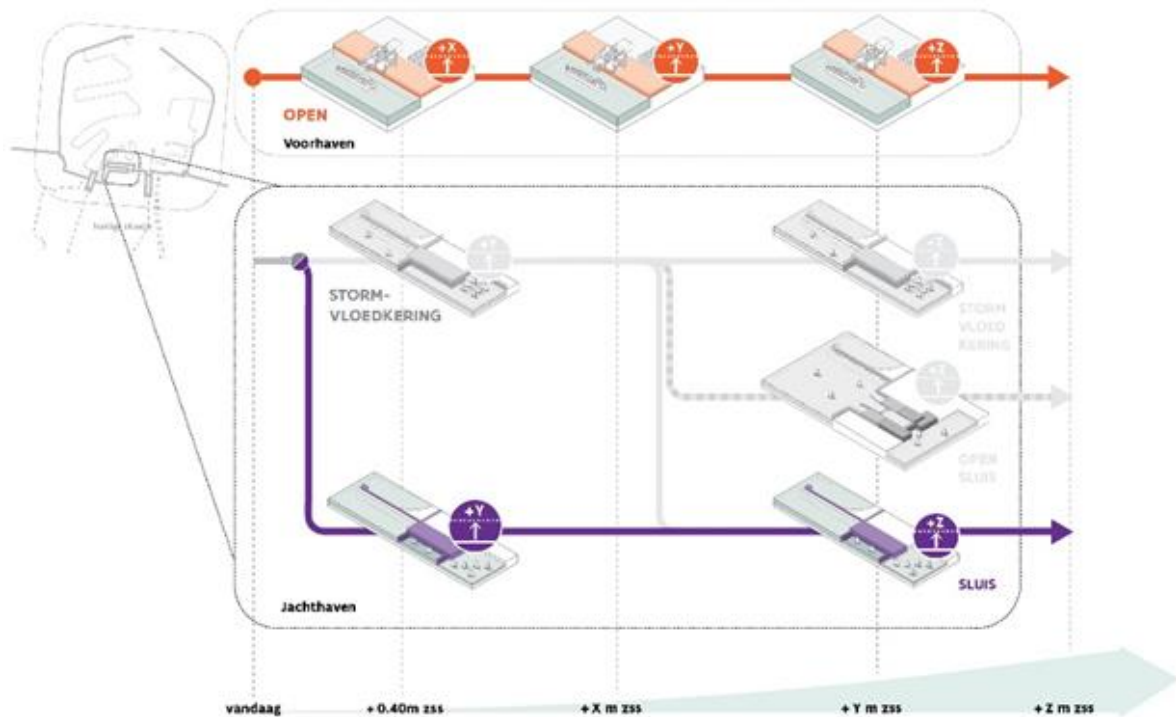 +X
+Y
+Z
OPEN
Voorhaven
+Y
+Z
STORM-
VLOEDKERING
STORM
VLOED
KERING
OPEN
SLUIS
+Y
+Z
SLUIS
Jachthaven
vandaag
+ 0.40m zss
+ X m zss
+ Y m zss
+ Z m zss